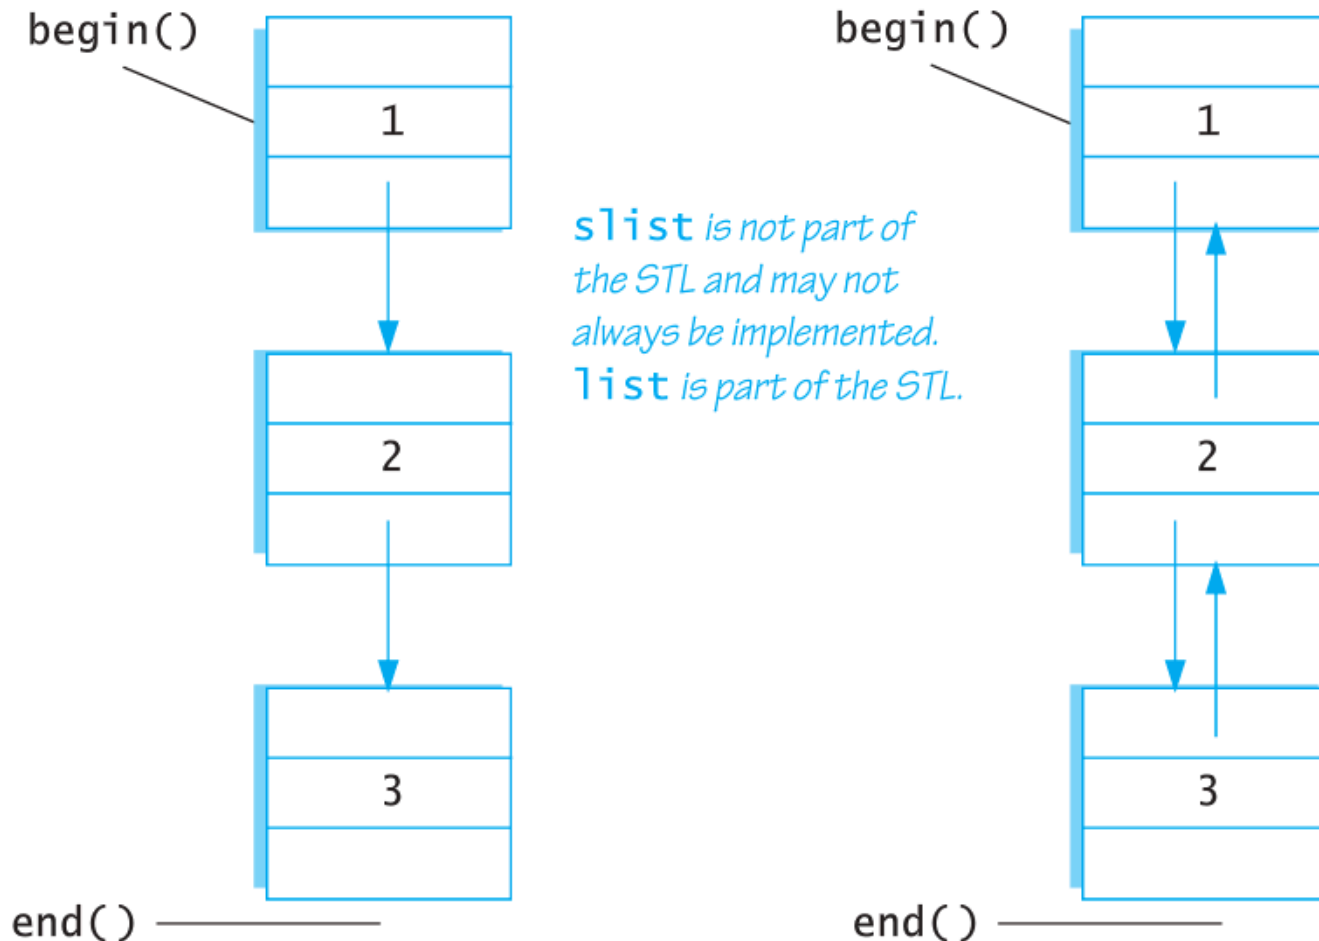 begin()
1
2
3
end()
slist is not part of
the STL and may not
always be implemented.
list is part of the STL.
begin()
1
2
3
end()